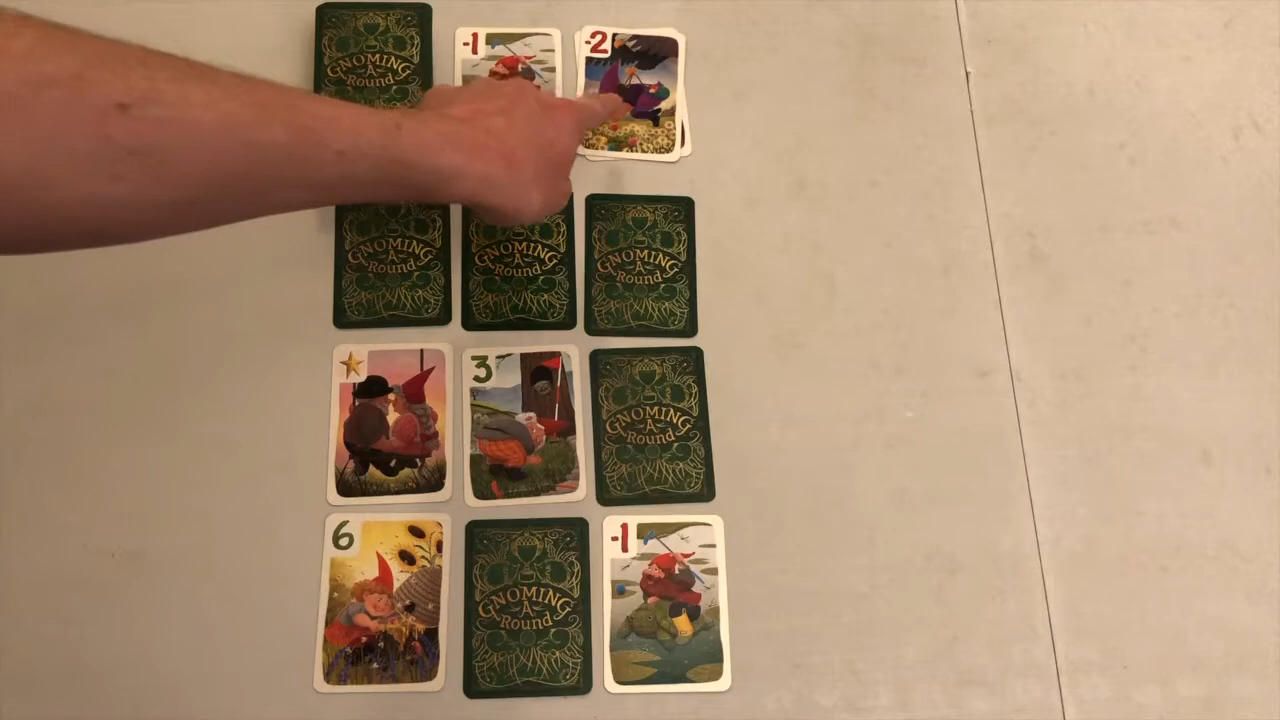 GNOMING
A
Round
-1
-2
GNOMING
A
Round
GNOMING
A
Round
GNOMING
A
Round
3
GNOMING
A
Round
6
GNOMING
A
Round
-1